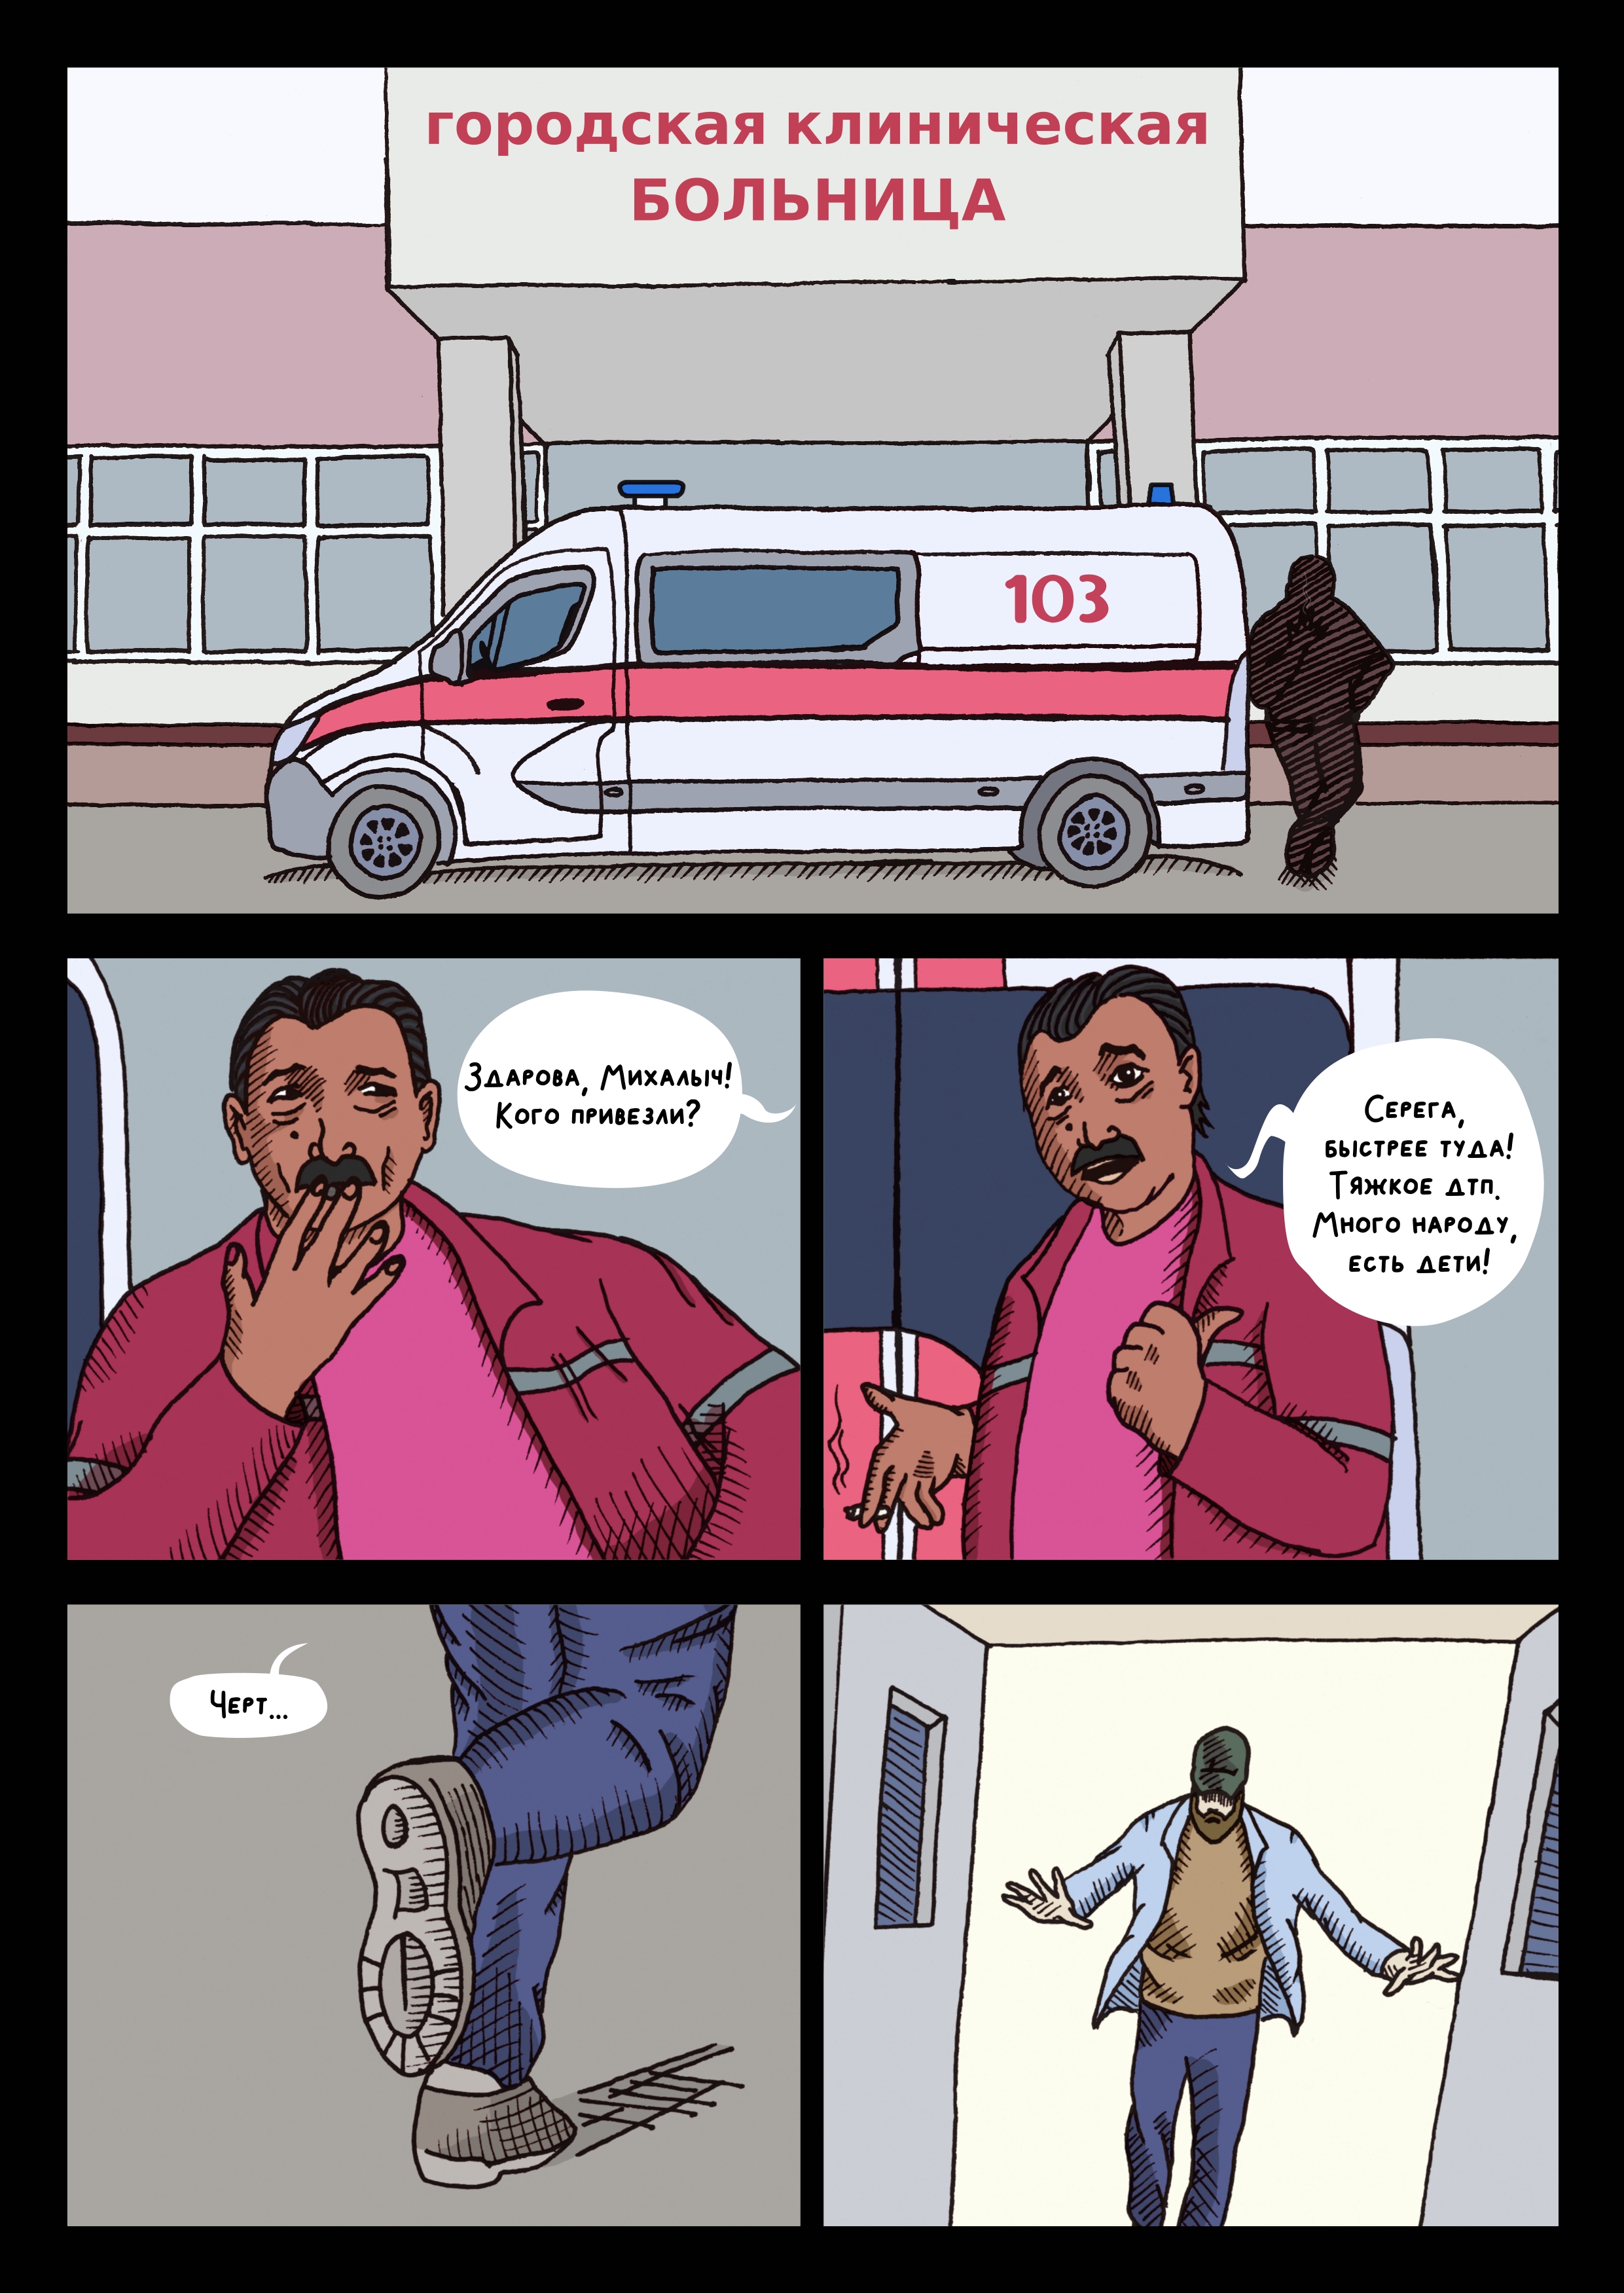 городская клиническая
БОЛЬНИЦА
103
Здарова, Михалыч!
Кого привезли?
Серега,
быстрее туда!
Тяжкое дтп.
Много народу,
есть дети!
Черт...